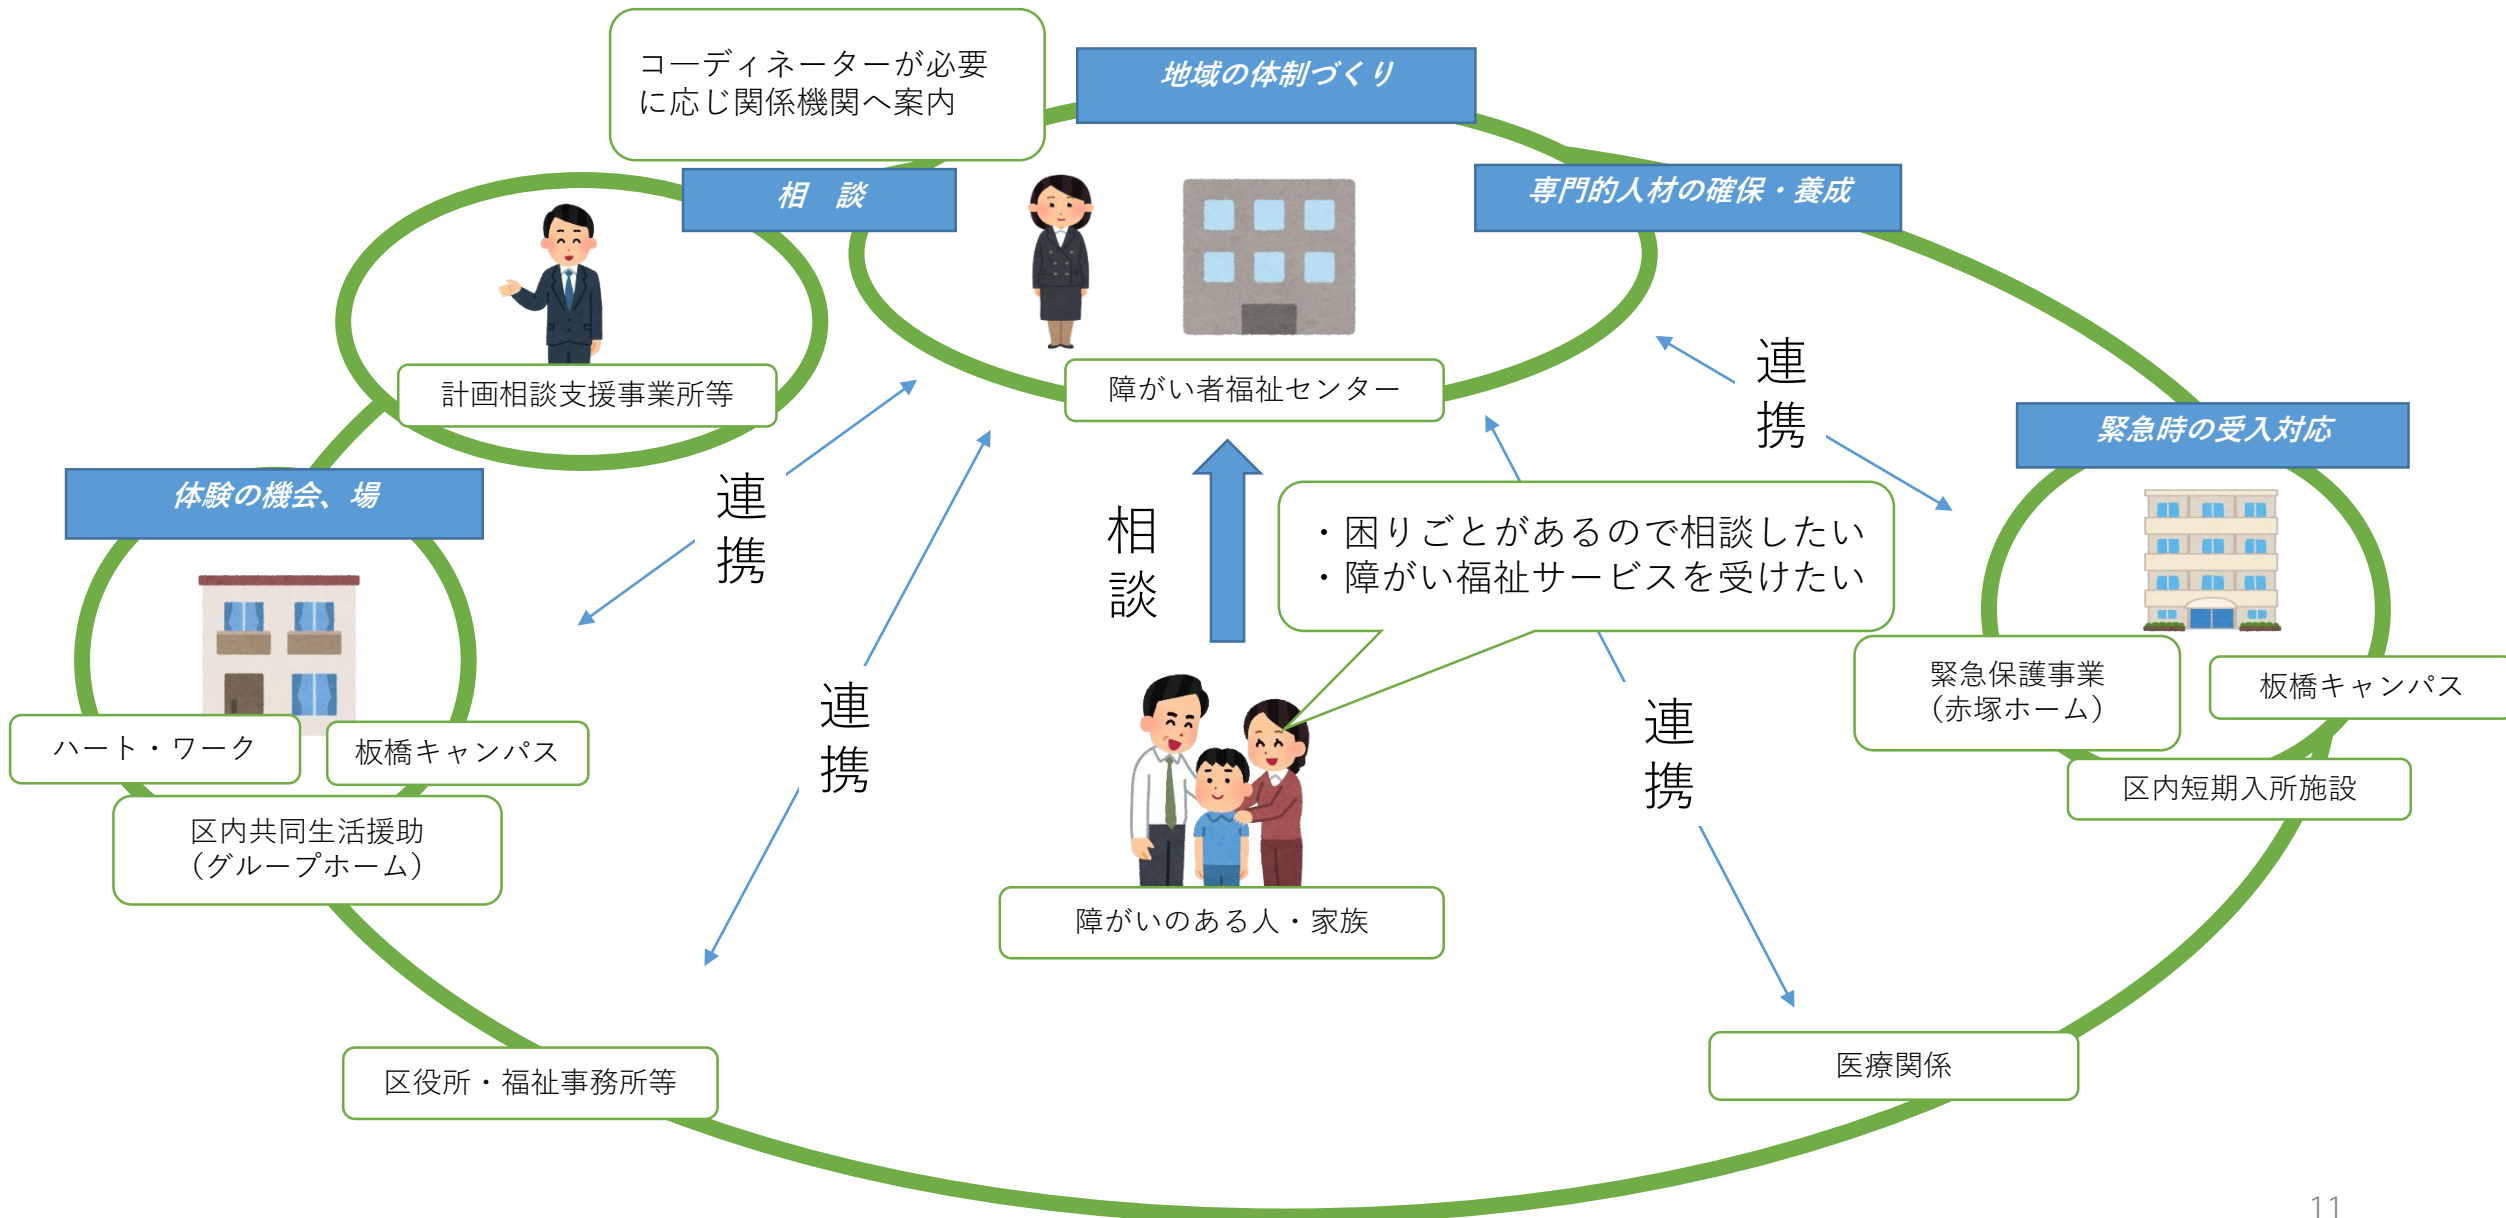 コーディネーターが必要
に応じ関係機関へ案内
地域の体制づくり
相　談
専門的人材の確保・養成
計画相談支援事業所等
障がい者福祉センター
連携
緊急時の受入対応
体験の機会、場
連携
相談
・困りごとがあるので相談したい
・障がい福祉サービスを受けたい
緊急保護事業
（赤塚ホーム）
板橋キャンパス
連携
連携
ハート・ワーク
板橋キャンパス
区内短期入所施設
区内共同生活援助
（グループホーム）
障がいのある人・家族
区役所・福祉事務所等
医療関係
11